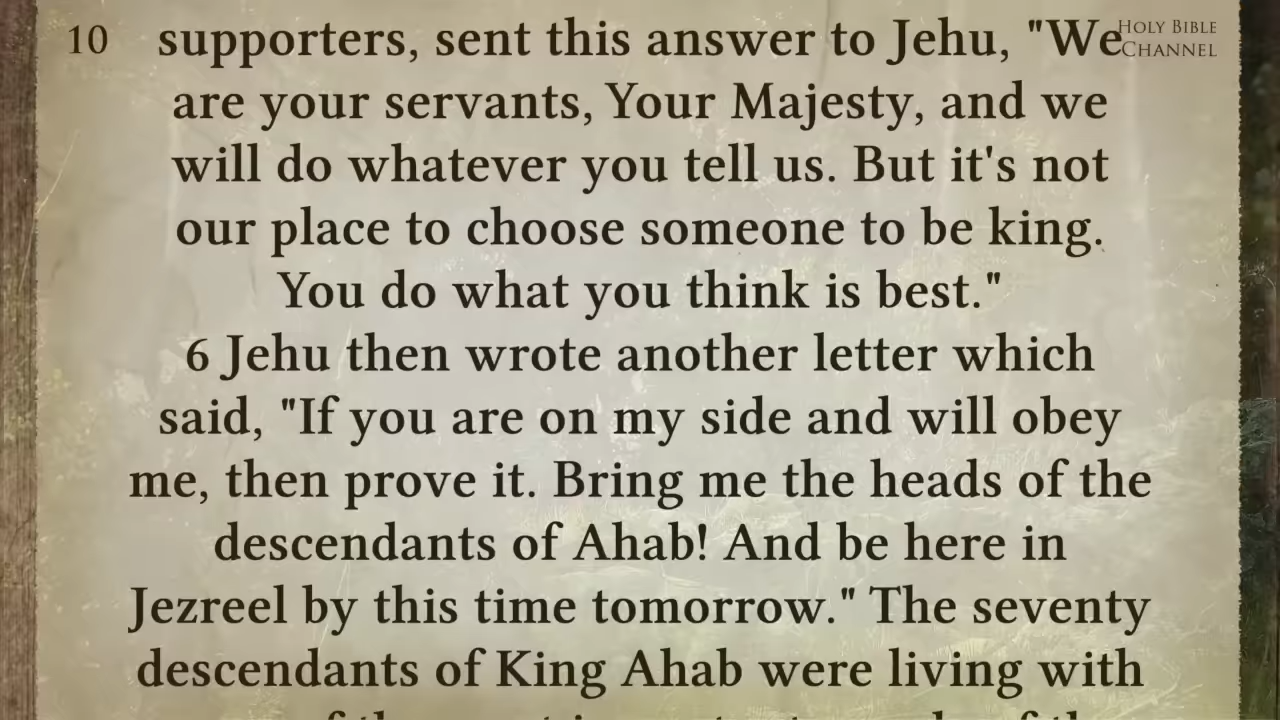 10
supporters, sent this answer to Jehu, "We
HOLY BIBLE
CHANNEL
are your servants, Your Majesty, and we
will do whatever you tell us. But it's not
our place to choose someone to be king.
You do what you think is best."
6 Jehu then wrote another letter which
said, "If you are on my side and will obey
me, then prove it. Bring me the heads of the
descendants of Ahab! And be here in
Jezreel by this time tomorrow." The seventy
descendants of King Ahab were living with